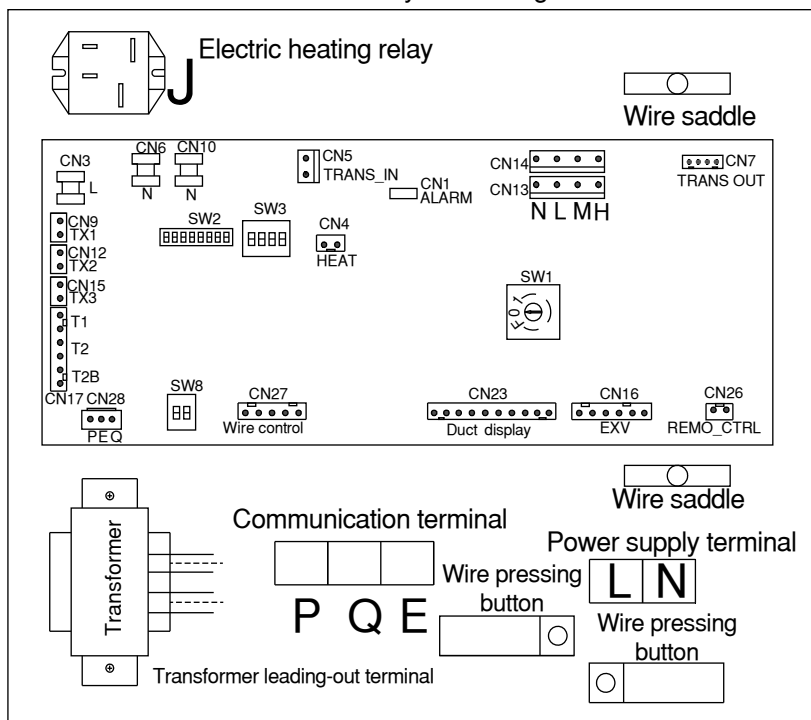 Electric heating relay
J
Wire saddle
CN3
L
CN6
N
CN10
N
CN5
TRANS_IN
CN1
ALARM
CN14
CN13
N L M H
CN7
TRANS OUT
CN9
TX1
CN12
TX2
CN15
TX3
T1
T2
T2B
CN17
SW2
SW3
CN4
HEAT
SW1
F 0 1
CN28
PEQ
SW8
CN27
Wire control
CN23
Duct display
CN16
EXV
CN26
REMO_CTRL
Wire saddle
Transformer
Transformer leading-out terminal
Communication terminal
P Q E
Wire pressing
button
Power supply terminal
L N
Wire pressing
button